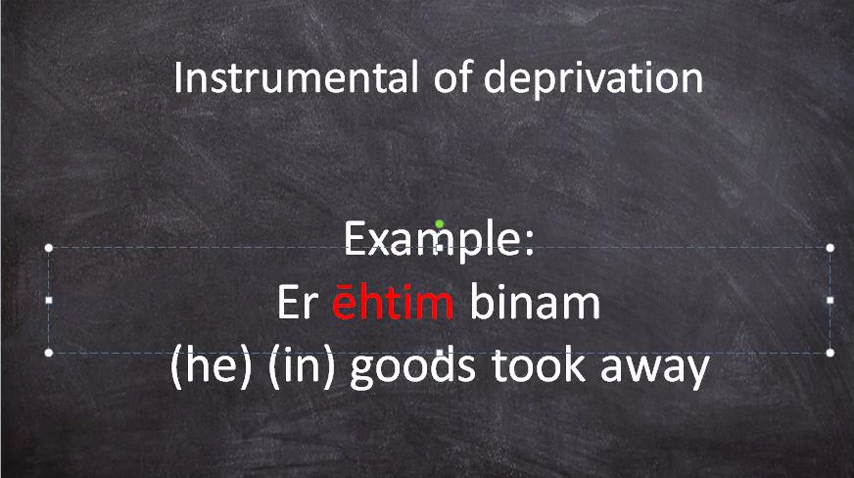 Instrumental of deprivation
Example:
Er ēhtim binam
(he) (in) goods took away